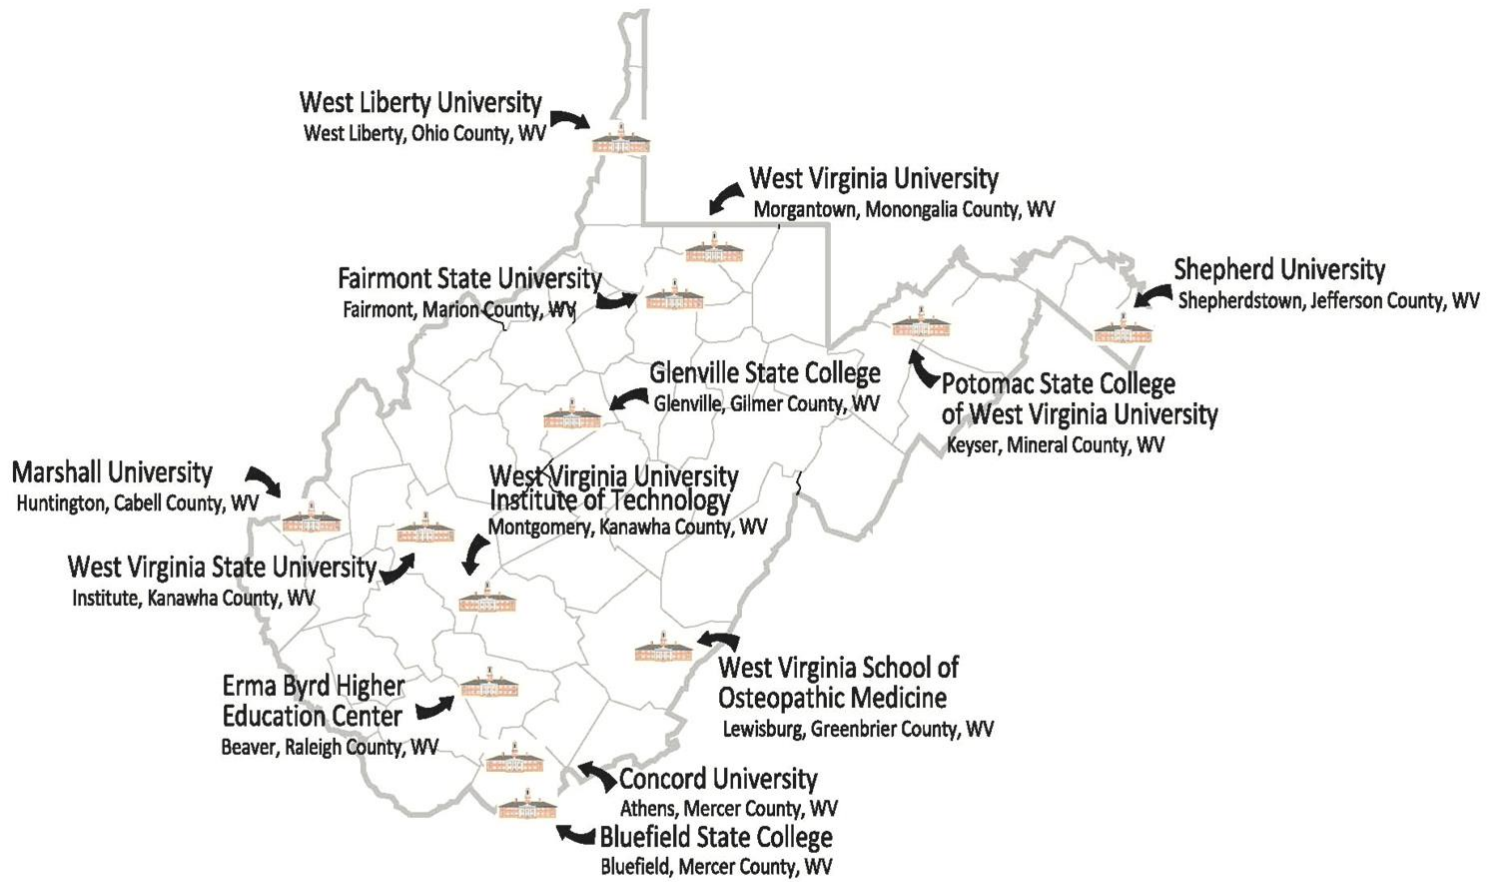 West Liberty University
West Liberty, Ohio County, WV
West Virginia University
Morgantown, Monongalia County, WV
Fairmont State University
Fairmont, Marion County, WV
Shepherd University
Shepherdstown, Jefferson County, WV
Glenville State College
Glenville, Gilmer County, WV
Potomac State College
of West Virginia University
Keyser, Mineral County, WV
Marshall University
Huntington, Cabell County, WV
West Virginia University
Institute of Technology
Montgomery, Kanawha County, WV
West Virginia State University
Institute, Kanawha County, WV
West Virginia School of
Osteopathic Medicine
Lewisburg, Greenbrier County, WV
Erma Byrd Higher
Education Center
Beaver, Raleigh County, WV
Concord University
Athens, Mercer County, WV
Bluefield State College
Bluefield, Mercer County, WV